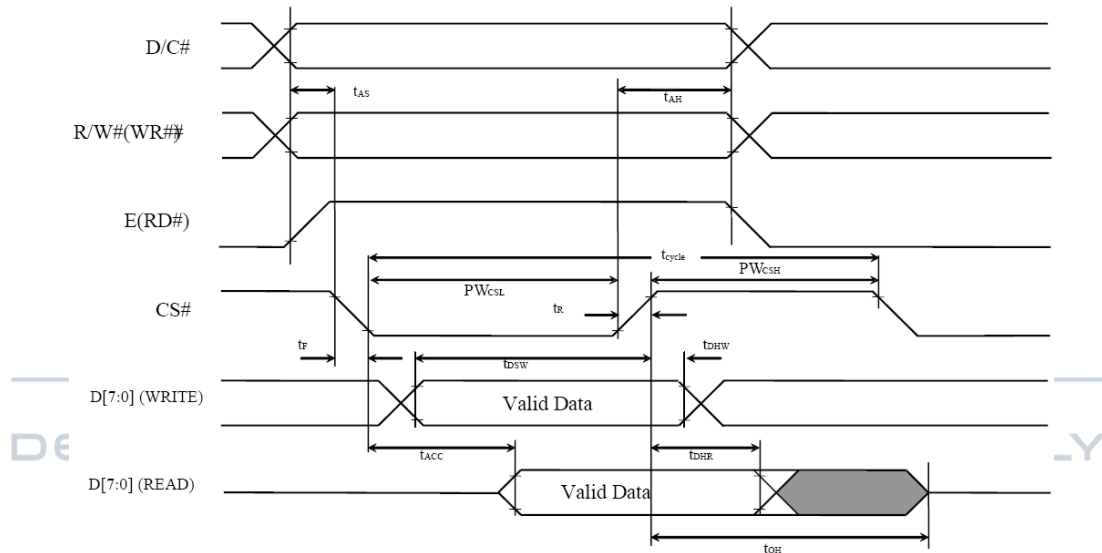 D/C#
tAS
tAH
R/W#(WR##)
E(RD#)
tcycle
PWCSL
PWCSH
CS#
tR
tF
tDSW
tDHW
D[7:0] (WRITE)
Valid Data
tACC
tDHR
D[7:0] (READ)
Valid Data
tOH